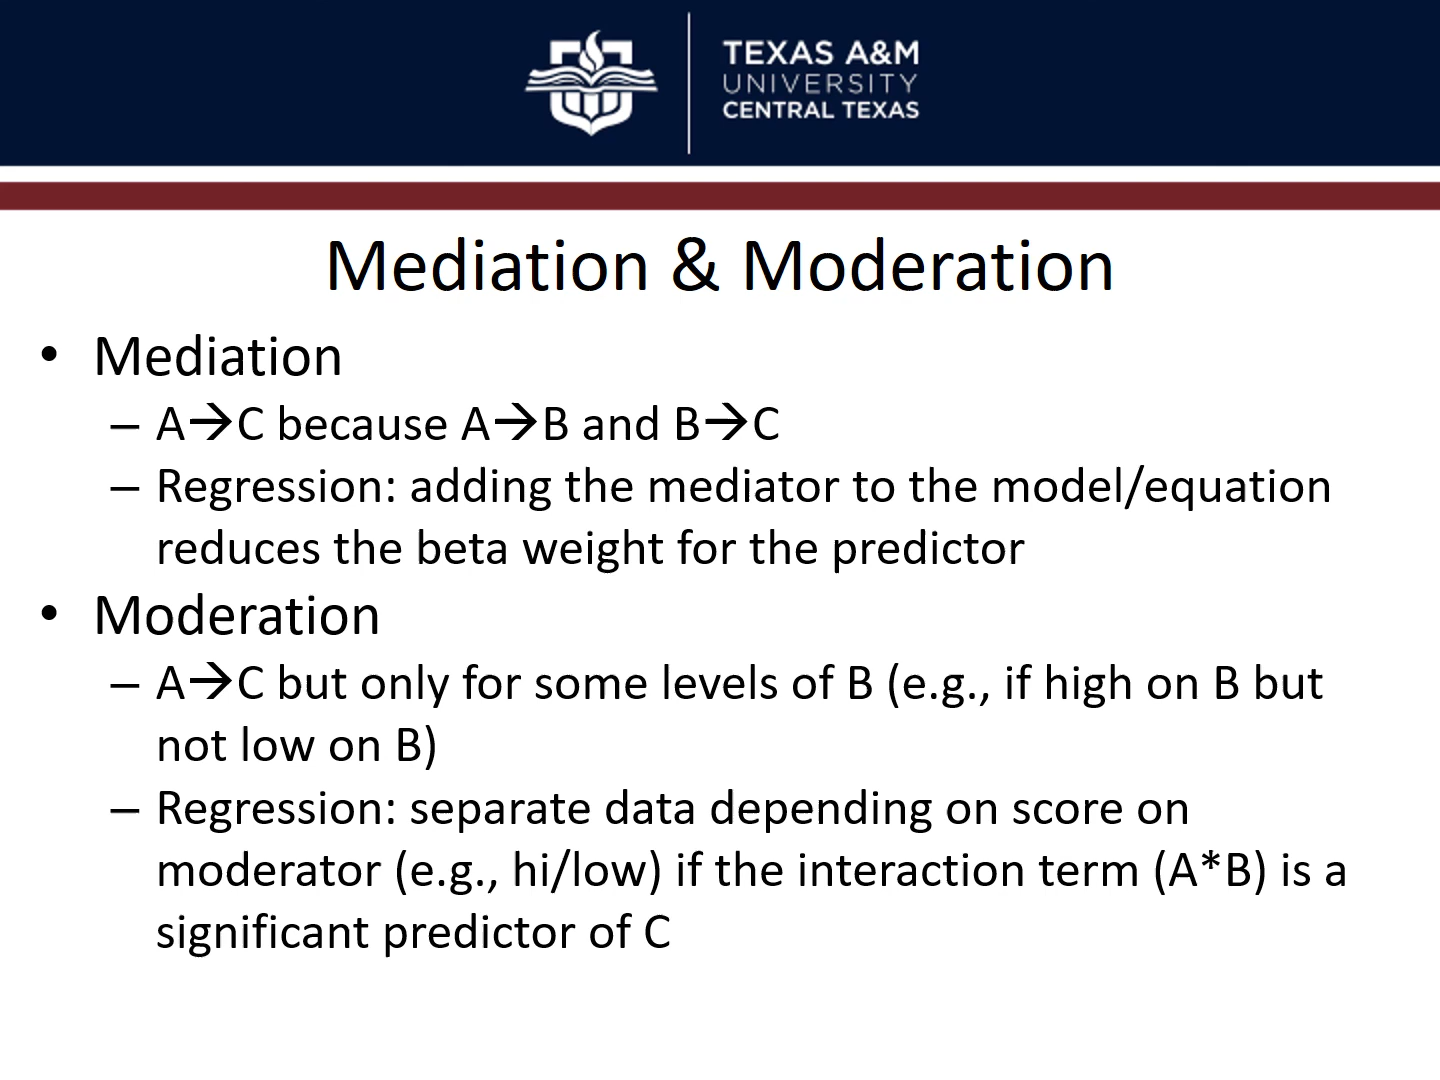 TEXAS A&M
UNIVERSITY
CENTRAL TEXAS
Mediation & Moderation
• Mediation
– A→C because A→B and B→C
– Regression: adding the mediator to the model/equation
reduces the beta weight for the predictor
• Moderation
– A→C but only for some levels of B (e.g., if high on B but
not low on B)
– Regression: separate data depending on score on
moderator (e.g., hi/low) if the interaction term (A*B) is a
significant predictor of C